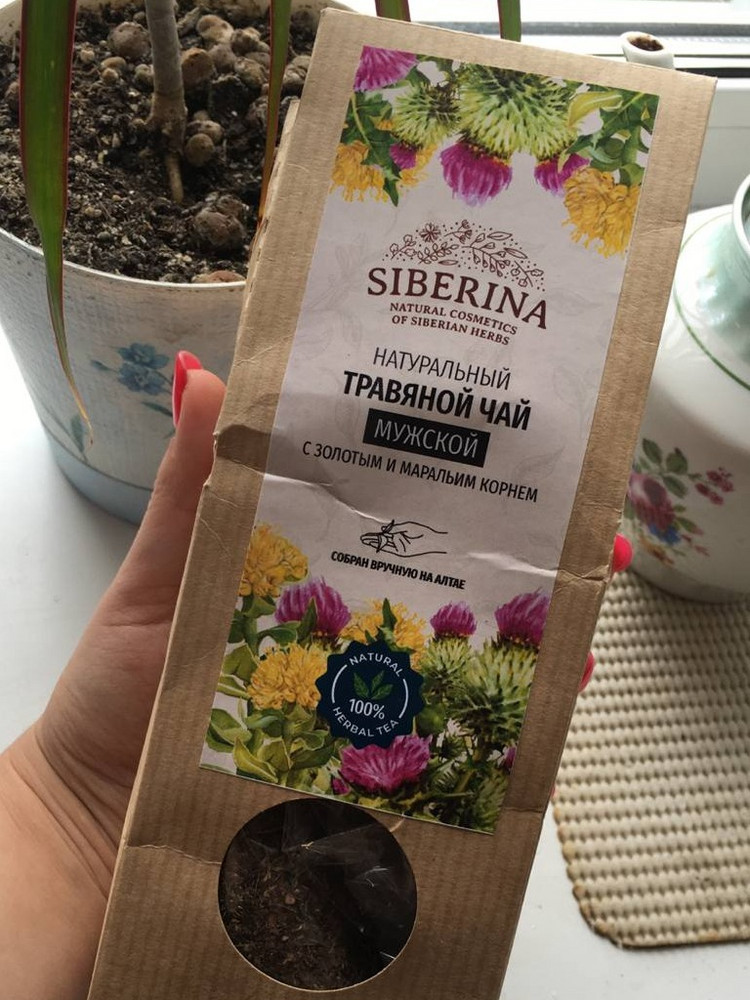 SIBERINA
NATURAL COSMETICS
OF SIBERIAN HERBS
НАТУРАЛЬНЫЙ
ТРАВЯНОЙ ЧАЙ
МУЖСКОЙ
С ЗОЛОТЫМ И МАРАЛЬИМ КОРНЕМ
СОБРАН ВРУЧНУЮ НА АЛТАЕ
NATURAL
100%
HERBAL TEA